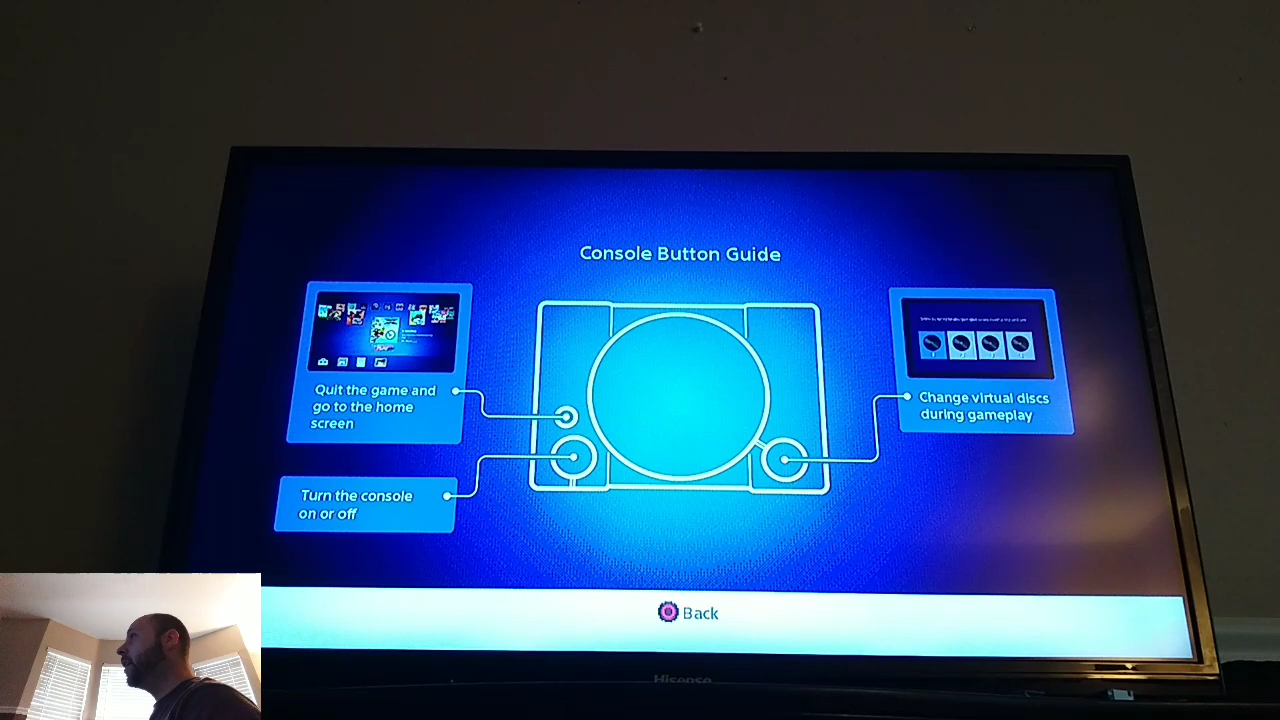 Console Button Guide
Quit the game and
go to the home
screen
Turn the console
on or off
Change virtual discs
during gameplay
Back
Hisense